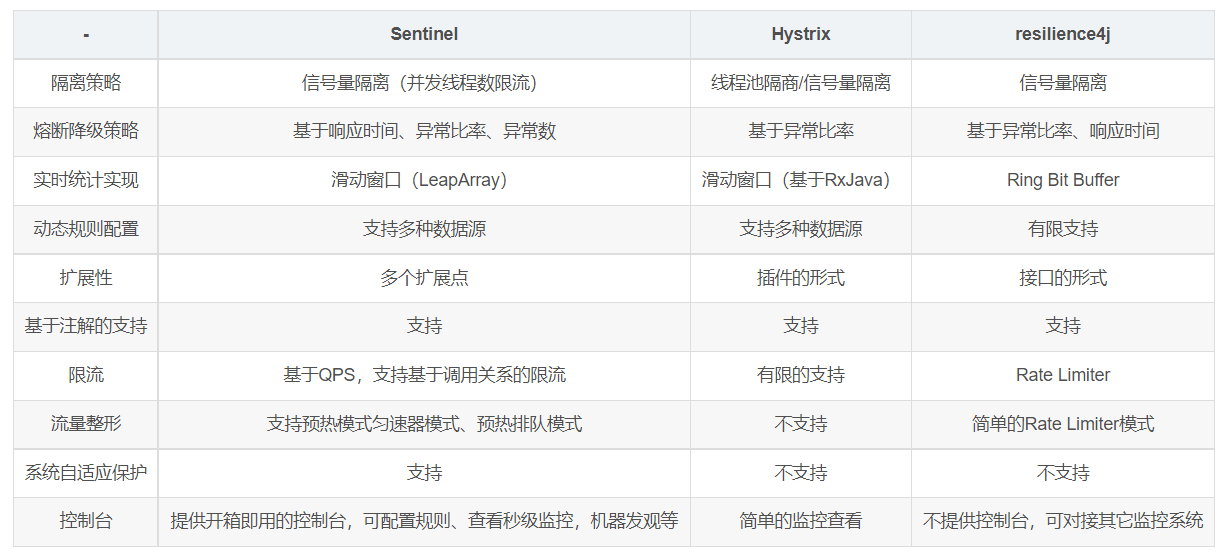 - Sentinel Hystrix resilience4j
隔离策略 信号量隔离（并发线程数限流） 线程池隔商/信号量隔离 信号量隔离
熔断降级策略 基于响应时间、异常比率、异常数 基于异常比率 基于异常比率、响应时间
实时统计实现 滑动窗口（LeapArray） 滑动窗口（基于RxJava） Ring Bit Buffer
动态规则配置 支持多种数据源 支持多种数据源 有限支持
扩展性 多个扩展点 插件的形式 接口的形式
基于注解的支持 支持 支持 支持
限流 基于QPS，支持基于调用关系的限流 有限的支持 Rate Limiter
流量整形 支持预热模式匀速器模式、预热排队模式 不支持 简单的Rate Limiter模式
系统自适应保护 支持 不支持 不支持
控制台 提供开箱即用的控制台，可配置规则、查看秒级监控，机器发观等 简单的监控查看 不提供控制台，可对接其它监控系统